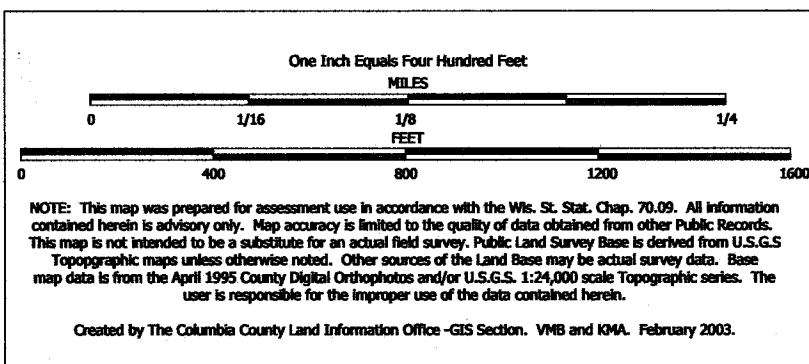 One Inch Equals Four Hundred Feet
MILES
0 1/16 1/8 1/4
FEET
0 400 800 1200 1600
NOTE: This map was prepared for assessment use in accordance with the Wis. St. Stat. Chap. 70.09. All information
contained herein is advisory only. Map accuracy is limited to the quality of data obtained from other Public Records.
This map is not intended to be a substitute for an actual field survey. Public Land Survey Base is derived from U.S.G.S
Topopgraphic maps unless otherwise noted. Other sources of the Land Base may be actual survey data. Base
map data is from the April 1995 County Digital Orthophotos and/or U.S.G.S. 1:24,000 scale Topographic series. The
user is responsible for the improper use of the data contained herein.
Created by The Columbia County Land Information Office -GIS Section. VMB and KMA. February 2003.